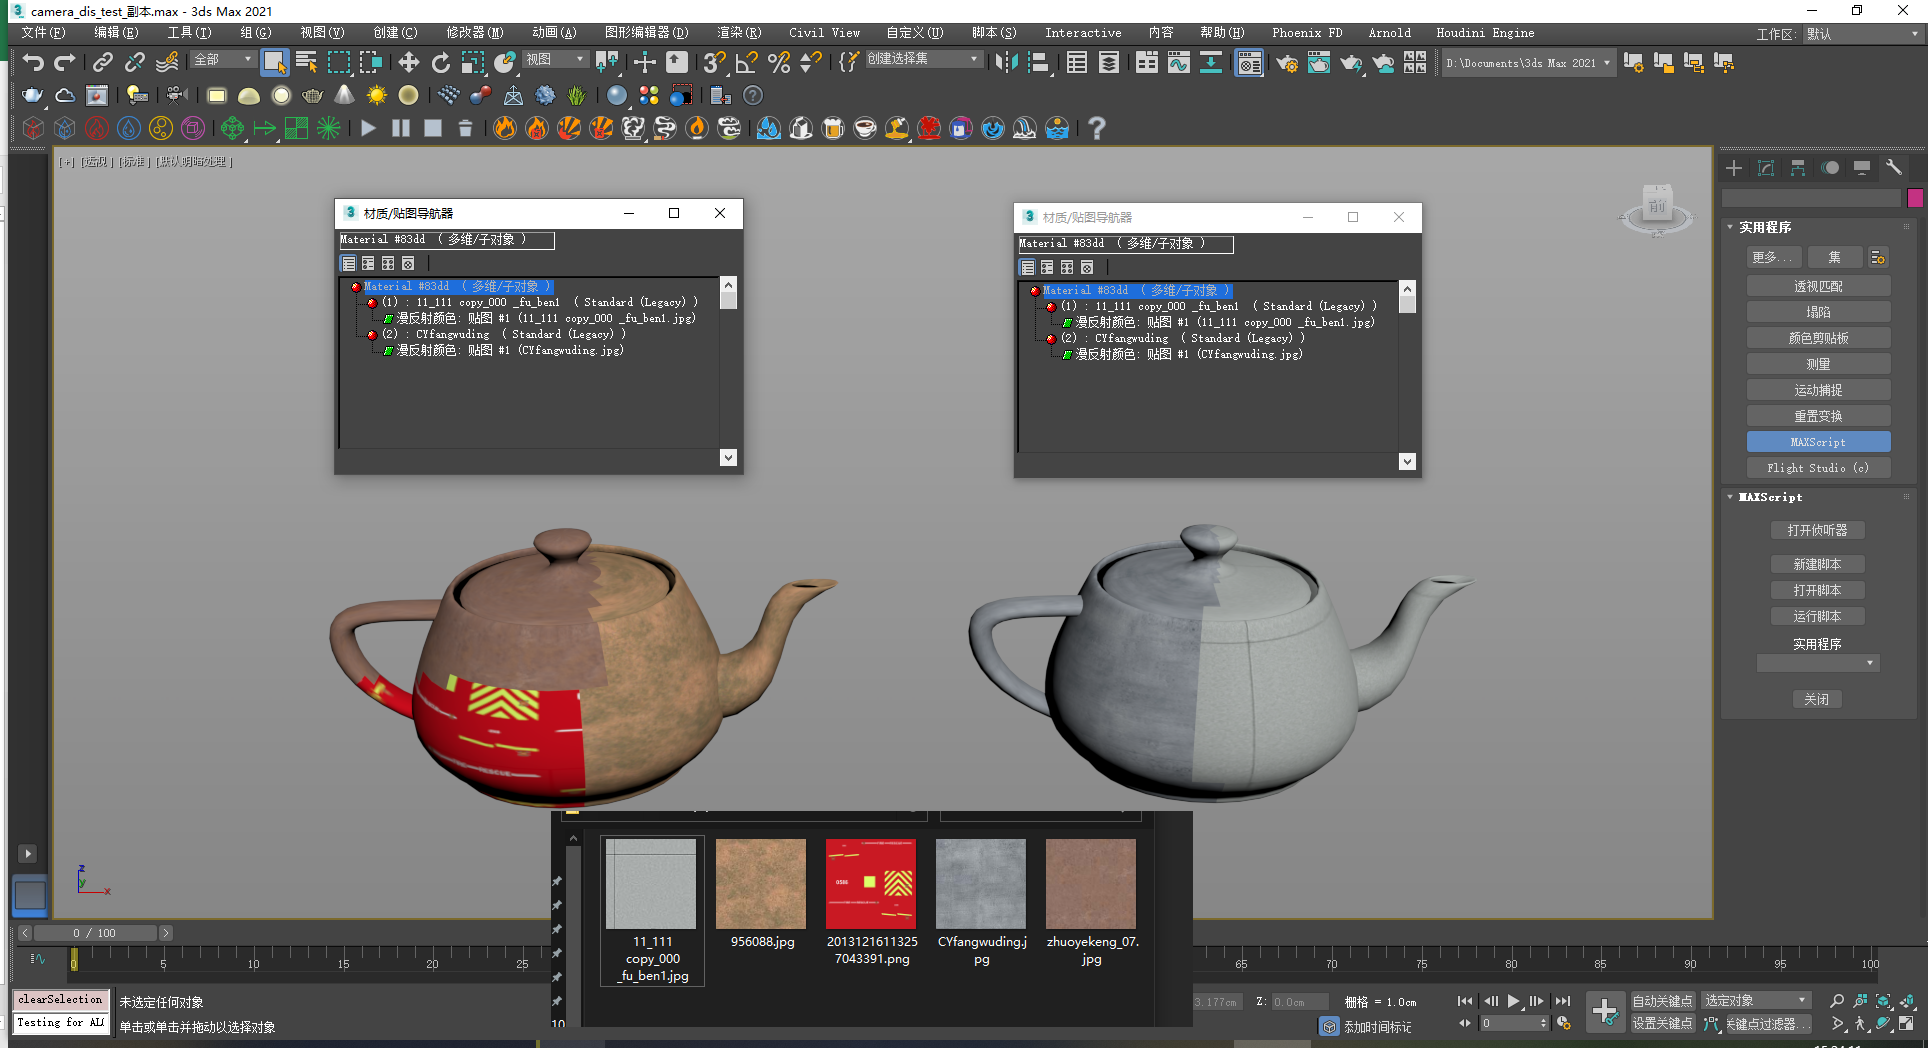 camera_dis_test_副本.max - 3ds Max 2021
文件(F) 编辑(E) 工具(T) 组(G) 视图(V) 创建(C) 修改器(M) 动画(A) 图形编辑器(D) 渲染(R) Civil View 自定义(U) 脚本(S) Interactive 内容 帮助(H) Phoenix FD Arnold Houdini Engine 工作区: 默认
全部 视图 创建选择集 D:\Documents\3ds Max 2021
[+] [透视] [标准] [默认明暗处理]
材质/贴图导航器
Material #83dd ( 多维/子对象 )
Material #83dd ( 多维/子对象 )
(1) : 11_111 copy_000 _fu_ben1 ( Standard (Legacy) )
漫反射颜色: 贴图 #1 (11_111 copy_000 _fu_ben1.jpg)
(2) : CYfangwuding ( Standard (Legacy) )
漫反射颜色: 贴图 #1 (CYfangwuding.jpg)
材质/贴图导航器
Material #83dd ( 多维/子对象 )
Material #83dd ( 多维/子对象 )
(1) : 11_111 copy_000 _fu_ben1 ( Standard (Legacy) )
漫反射颜色: 贴图 #1 (11_111 copy_000 _fu_ben1.jpg)
(2) : CYfangwuding ( Standard (Legacy) )
漫反射颜色: 贴图 #1 (CYfangwuding.jpg)
前
实用程序
更多... 集
透视匹配
塌陷
颜色剪贴板
测量
运动捕捉
重置变换
MAXScript
Flight Studio (c)
MAXScript
打开侦听器
新建脚本
打开脚本
运行脚本
实用程序
关闭
z
y
x
11_111
copy_000
_fu_ben1.jpg
956088.jpg
2013121611325
7043391.png
CYfangwuding.j
pg
zhuoyekeng_07.
jpg
0 / 100
0 5 10 15 20 25 65 70 75 80 85 90 95 100
clearSelection
Testing for ALL
未选定任何对象
单击或单击并拖动以选择对象
3.177cm Z: 0.0cm 栅格 = 1.0cm
添加时间标记
0
自动关键点 选定对象
设置关键点 关键点过滤器...